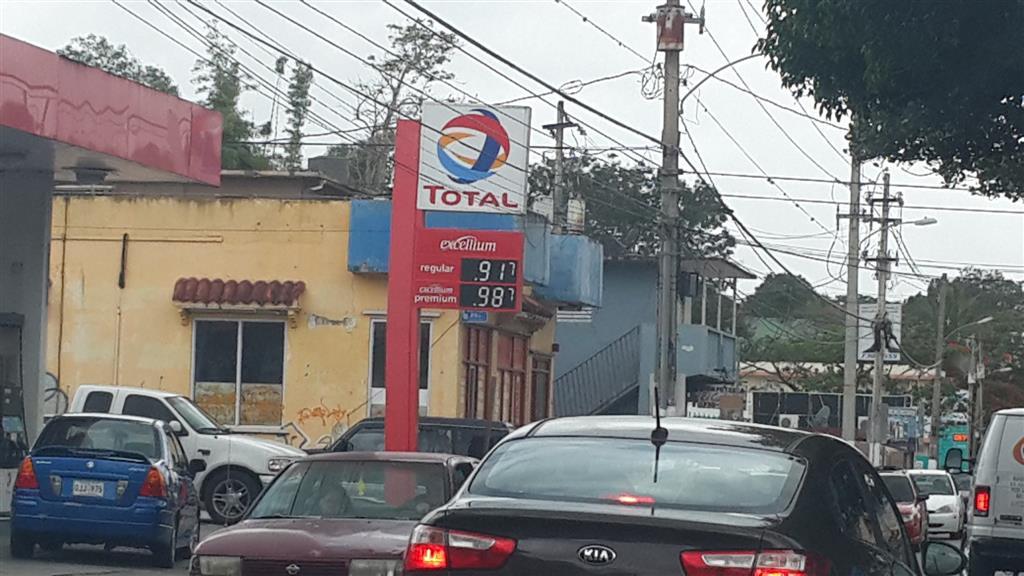 TOTAL
excellium
regular 91 7
excellium
premium 98 7
KIA